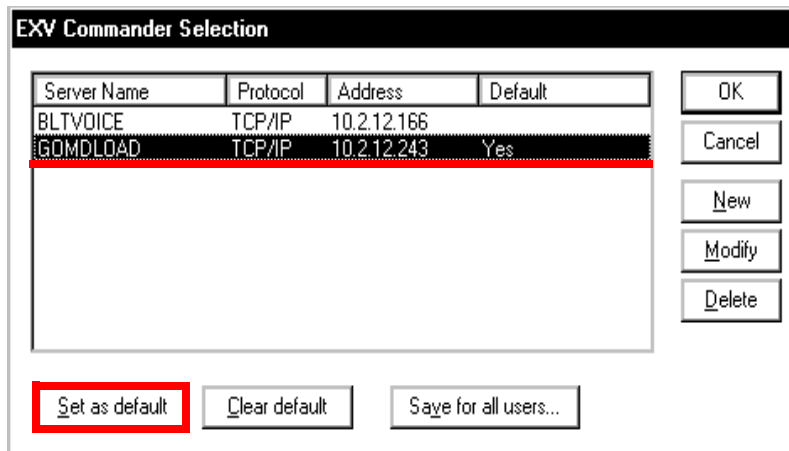 EXV Commander Selection
Server Name Protocol Address Default
BLTVOICE TCP/IP 10.2.12.166
GOMDLOAD TCP/IP 10.2.12.243 Yes
OK
Cancel
New
Modify
Delete
Set as default Clear default Save for all users...